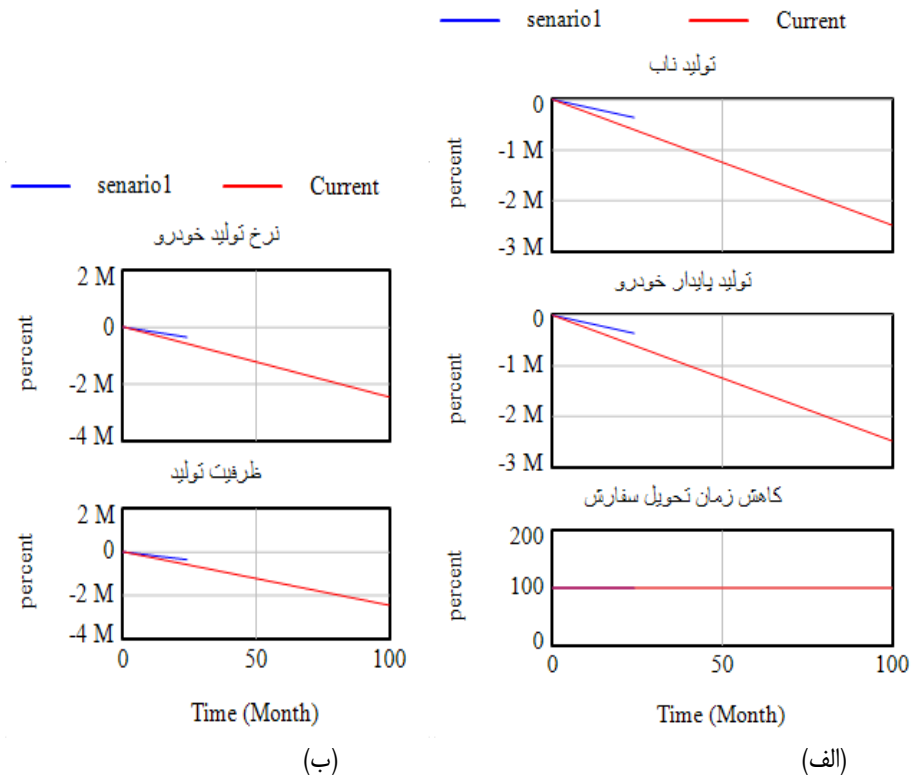 senario1 Current
تولید ناب
0
-1 M
-2 M
-3 M
percent
تولید پایدار خودرو
0
-1 M
-2 M
-3 M
percent
کاهش زمان تحویل سفارش
200
100
0
percent
0 50 100
Time (Month)
(الف)
senario1 Current
نرخ تولید خودرو
2 M
0
-2 M
-4 M
percent
ظرفیت تولید
2 M
0
-2 M
-4 M
percent
0 50 100
Time (Month)
(ب)